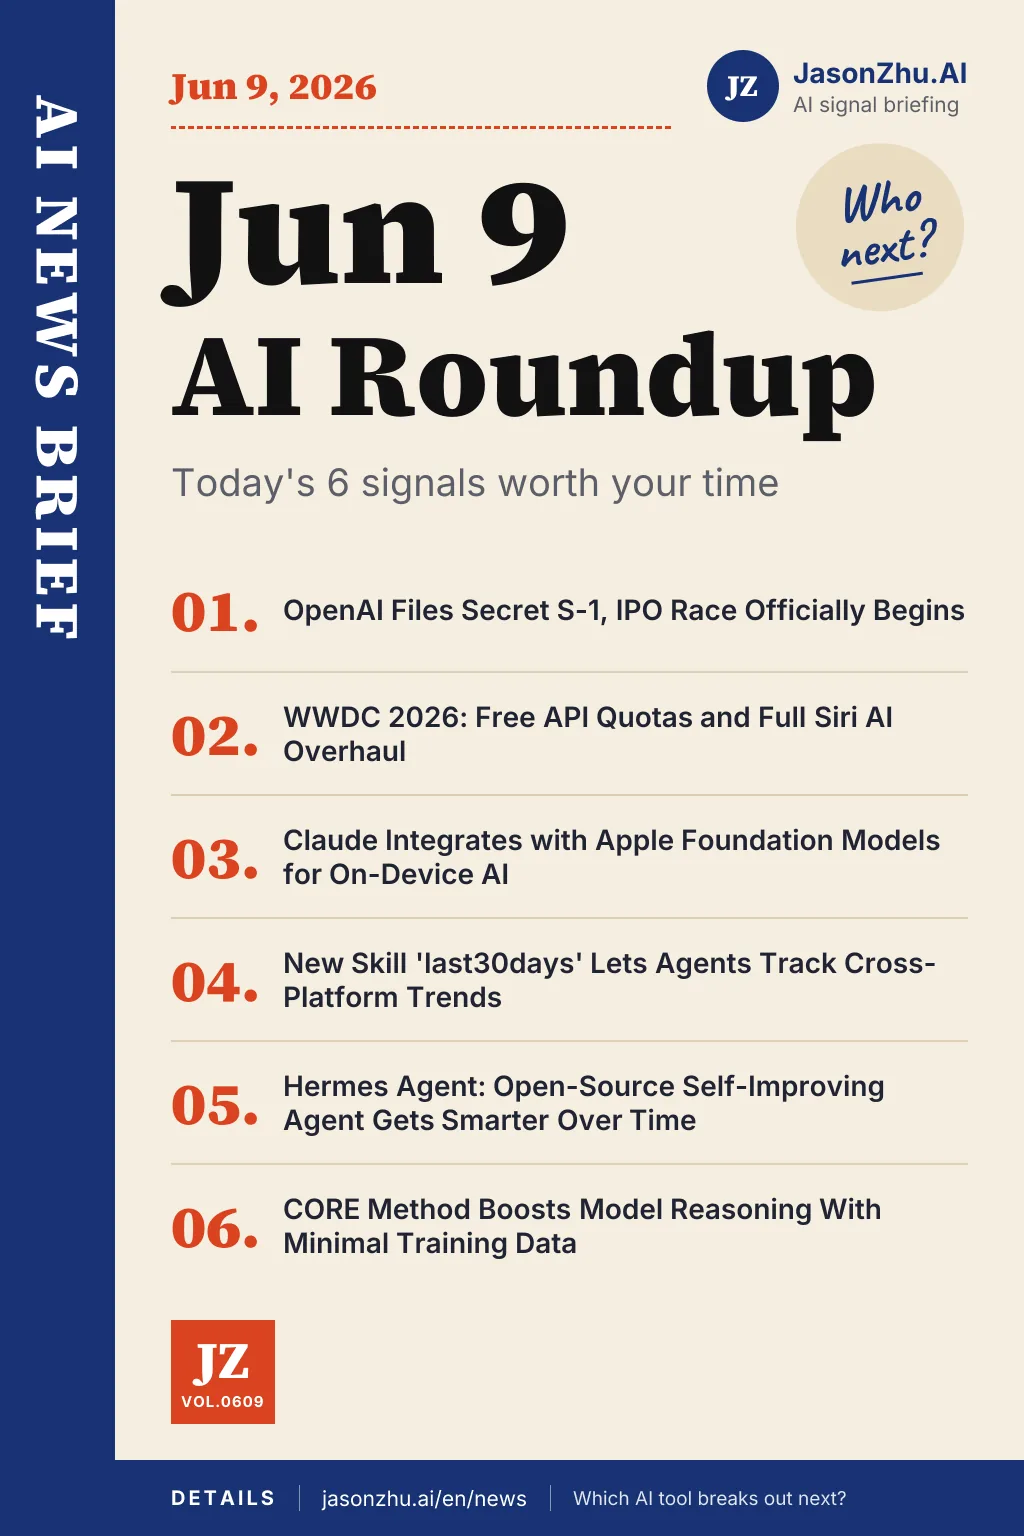 AI NEWS BRIEF
Jun 9, 2026
JZ
JasonZhu.AI
AI signal briefing
Who
next?
Jun 9
AI Roundup
Today's 6 signals worth your time
01. OpenAI Files Secret S-1, IPO Race Officially Begins
02. WWDC 2026: Free API Quotas and Full Siri AI
Overhaul
03. Claude Integrates with Apple Foundation Models
for On-Device AI
04. New Skill 'last30days' Lets Agents Track Cross-
Platform Trends
05. Hermes Agent: Open-Source Self-Improving
Agent Gets Smarter Over Time
06. CORE Method Boosts Model Reasoning With
Minimal Training Data
JZ
VOL.0609
DETAILS jasonzhu.ai/en/news Which AI tool breaks out next?